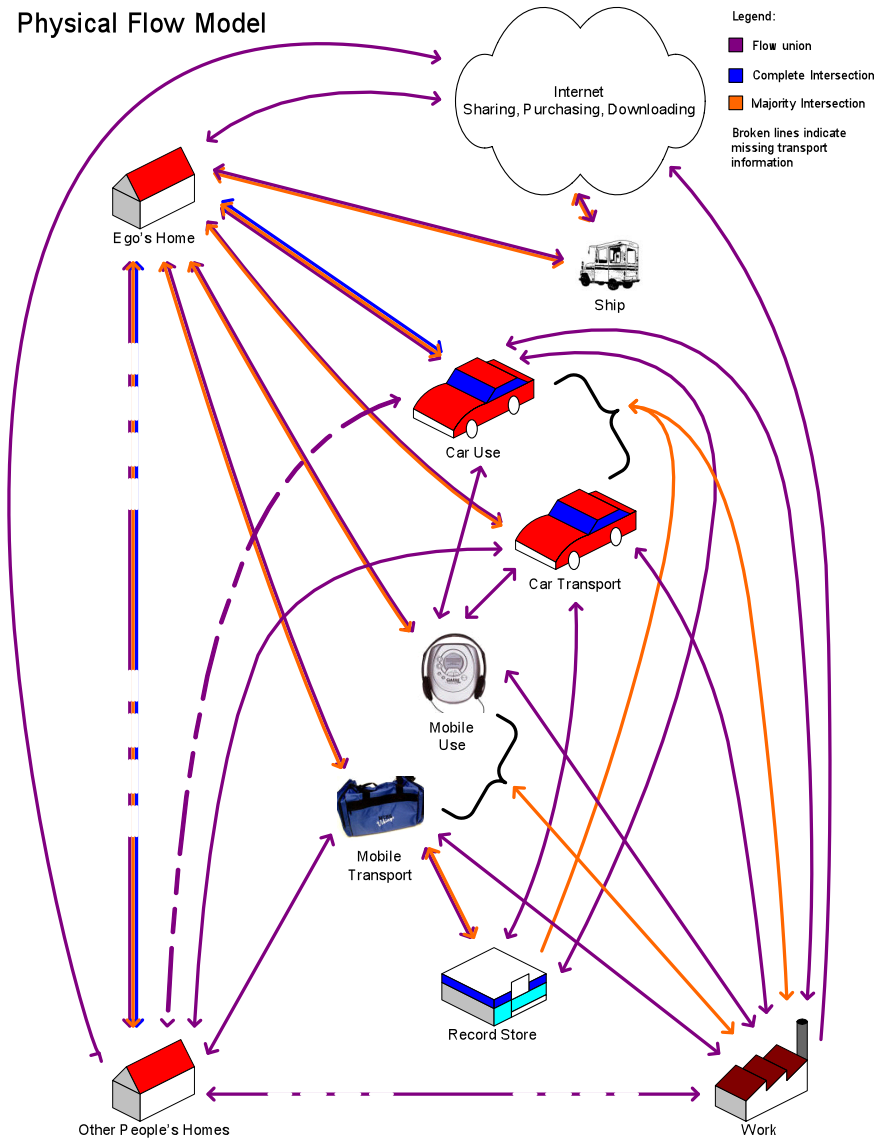 Physical Flow Model
Legend:
Flow union
Complete Intersection
Majority Intersection
Broken lines indicate
missing transport
information
Internet
Sharing, Purchasing, Downloading
Ego's Home
Ship
Car Use
Car Transport
Mobile
Use
Mobile
Transport
Record Store
Other People's Homes
Work